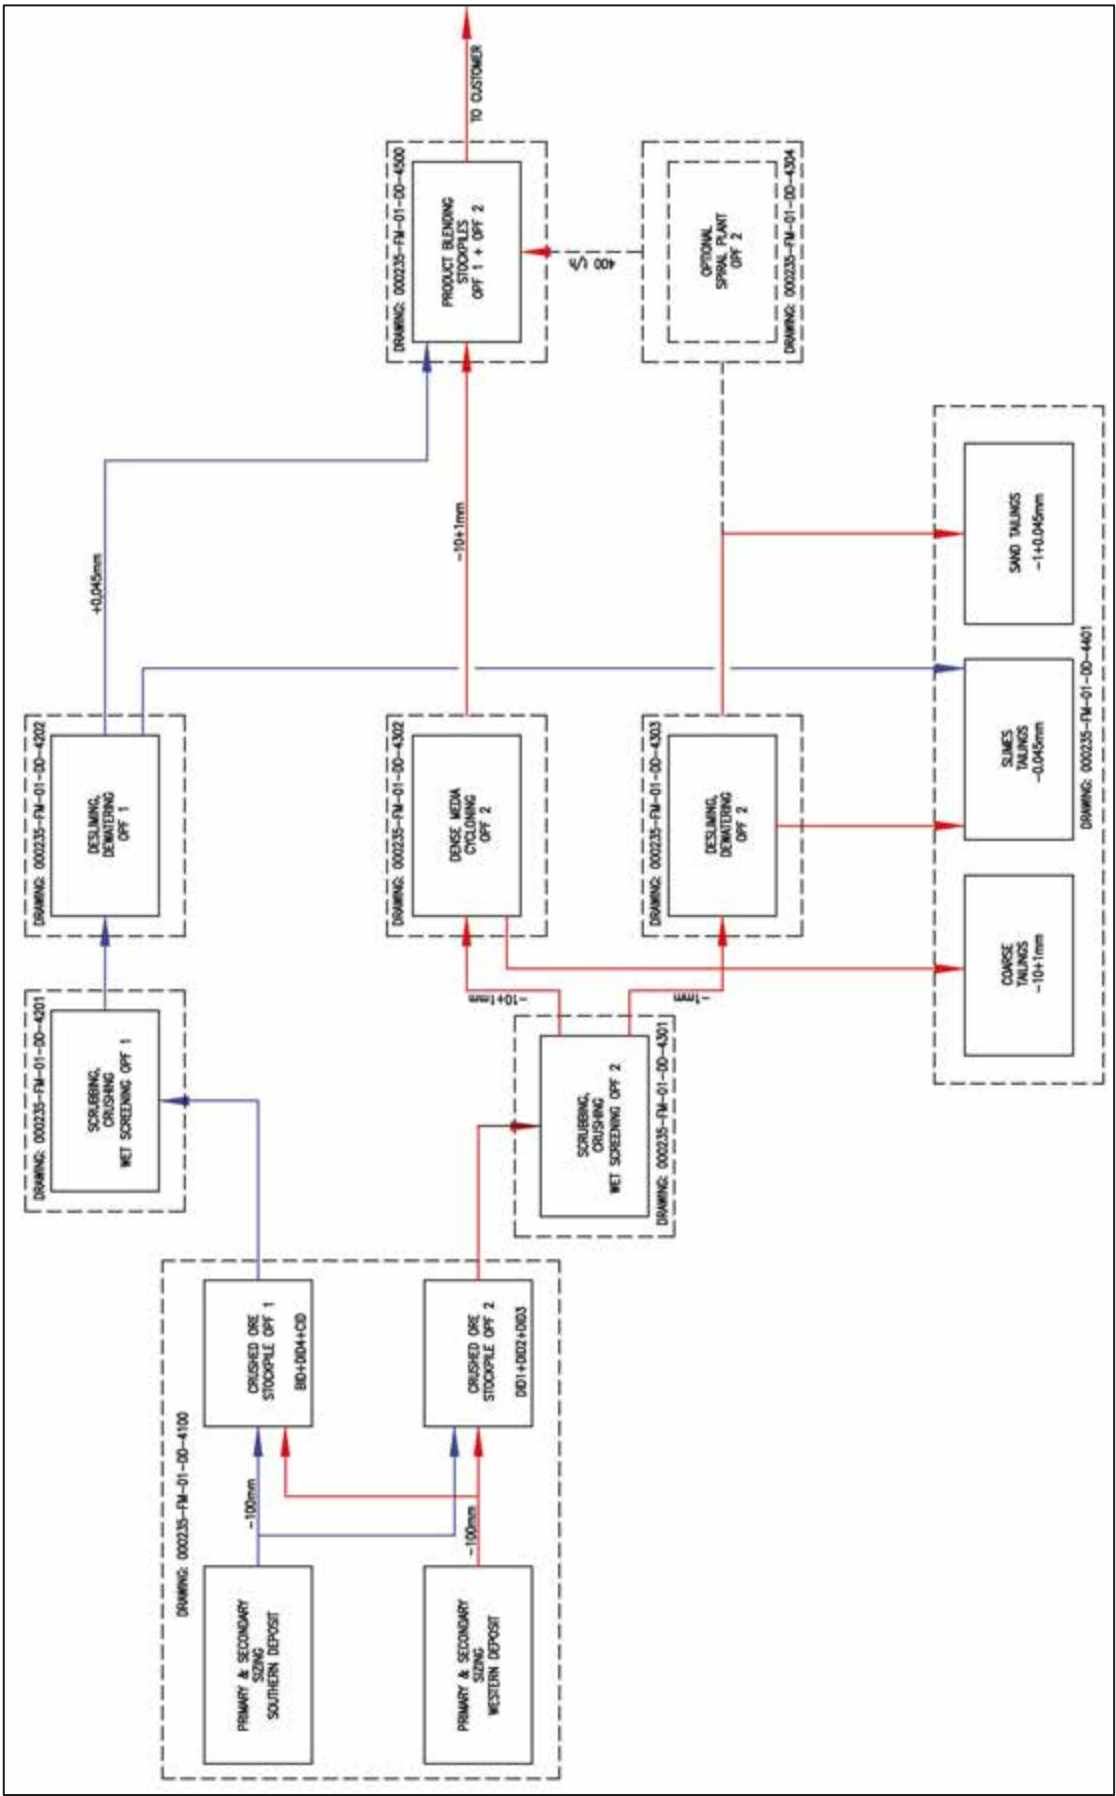 DRAWING: 000235-FM-01-DD-4100
PRIMARY & SECONDARY
SIZING
SOUTHERN DEPOSIT
-100mm
CRUSHED ORE
STOCKPILE OPF 1
BID+DID4+CID
PRIMARY & SECONDARY
SIZING
WESTERN DEPOSIT
-100mm
CRUSHED ORE
STOCKPILE OPF 2
DID1+DID2+DID3
DRAWING: 000235-FM-01-DD-4201
SCRUBBING,
CRUSHING
WET SCREENING OPF 1
DRAWING: 000235-FM-01-DD-4202
DESLIMING,
DEWATERING
OPF 1
+0,045mm
SCRUBBING,
CRUSHING
WET SCREENING OPF 2
DRAWING: 000235-FM-01-DD-4301
-10+1mm
-1mm
DRAWING: 000235-FM-01-DD-4302
DENSE MEDIA
CYCLONING
OPF 2
-10+1mm
DRAWING: 000235-FM-01-DD-4303
DESLIMING,
DEWATERING
OPF 2
DRAWING: 000235-FM-01-DD-4500
PRODUCT BLENDING
STOCKPILES
OPF 1 + OPF 2
TO CUSTOMER
400 t/h
OPTIONAL
SPIRAL PLANT
OPF 2
DRAWING: 000235-FM-01-DD-4304
COARSE
TAILINGS
-10+1mm
SLIMES
TAILINGS
-0.045mm
SAND TAILINGS
-1+0.045mm
DRAWING: 000235-FM-01-DD-4401